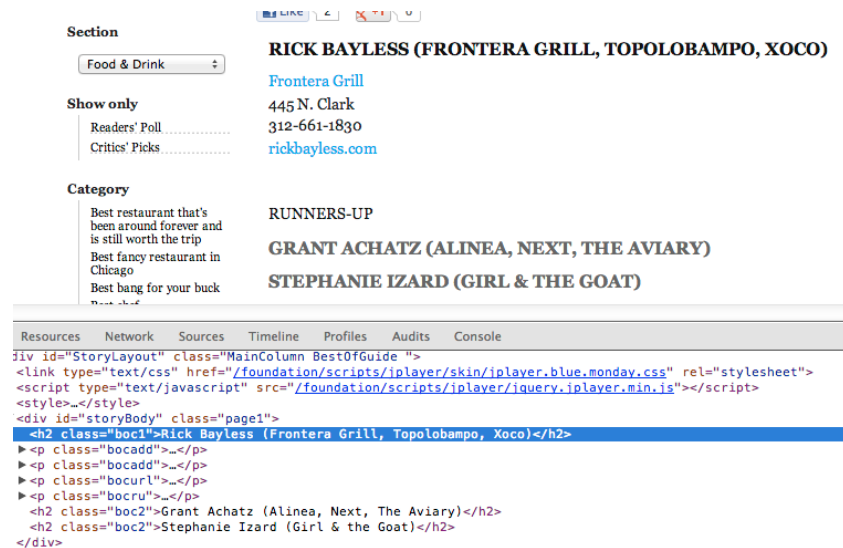 Like 2 +1 0
Section
Food & Drink
Show only
Readers' Poll
Critics' Picks
Category
Best restaurant that's
been around forever and
is still worth the trip
Best fancy restaurant in
Chicago
Best bang for your buck
Best chef
RICK BAYLESS (FRONTERA GRILL, TOPOLOBAMPO, XOCO)
Frontera Grill
445 N. Clark
312-661-1830
rickbayless.com
RUNNERS-UP
GRANT ACHATZ (ALINEA, NEXT, THE AVIARY)
STEPHANIE IZARD (GIRL & THE GOAT)
Resources Network Sources Timeline Profiles Audits Console
div id="StoryLayout" class="MainColumn BestOfGuide ">
<link type="text/css" href="/foundation/scripts/jplayer/skin/jplayer.blue.monday.css" rel="stylesheet">
<script type="text/javascript" src="/foundation/scripts/jplayer/jquery.jplayer.min.js"></script>
<style>…</style>
<div id="storyBody" class="page1">
<h2 class="boc1">Rick Bayless (Frontera Grill, Topolobampo, Xoco)</h2>
▶<p class="bocadd">…</p>
▶<p class="bocadd">…</p>
▶<p class="bocurl">…</p>
▶<p class="bocru">…</p>
<h2 class="boc2">Grant Achatz (Alinea, Next, The Aviary)</h2>
<h2 class="boc2">Stephanie Izard (Girl & the Goat)</h2>
</div>